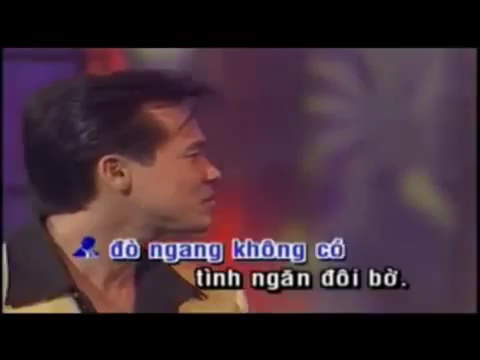 đò ngang không có
tình ngăn đôi bờ.